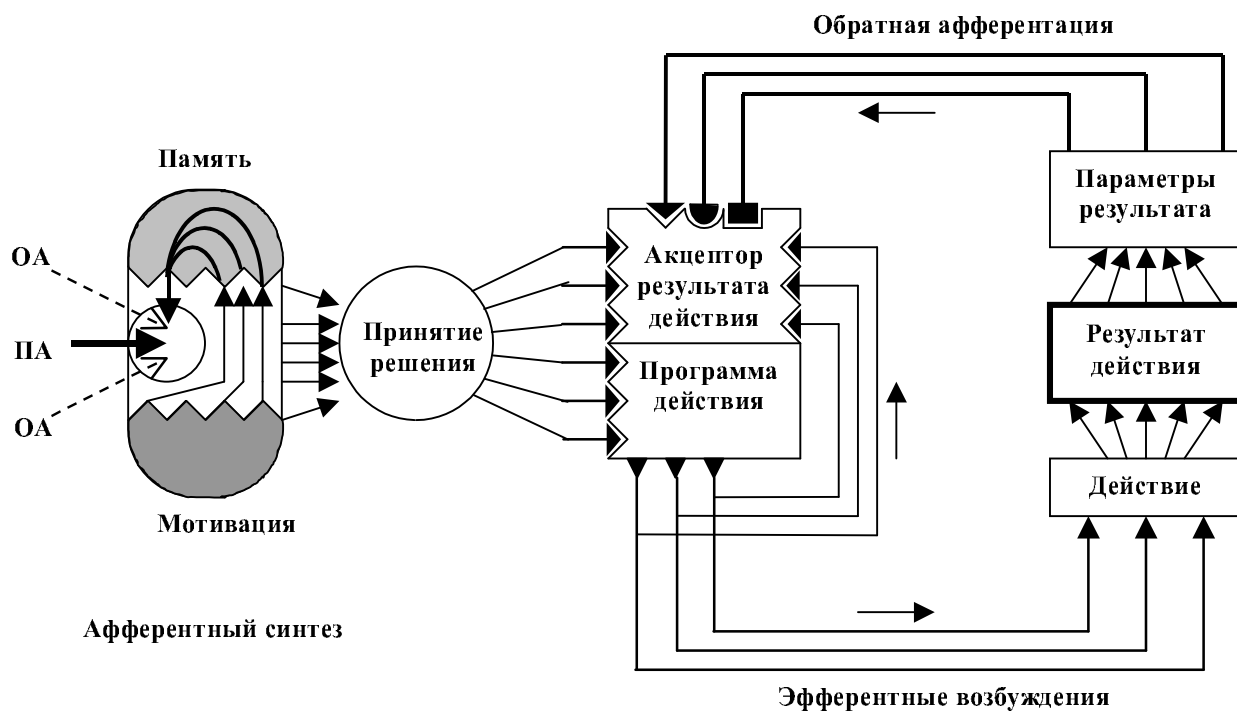 Обратная афферентация
Память
Параметры
результата
ОА
ПА
ОА
Принятие
решения
Акцептор
результата
действия
Программа
действия
Результат
действия
Действие
Мотивация
Афферентный синтез
Эфферентные возбуждения